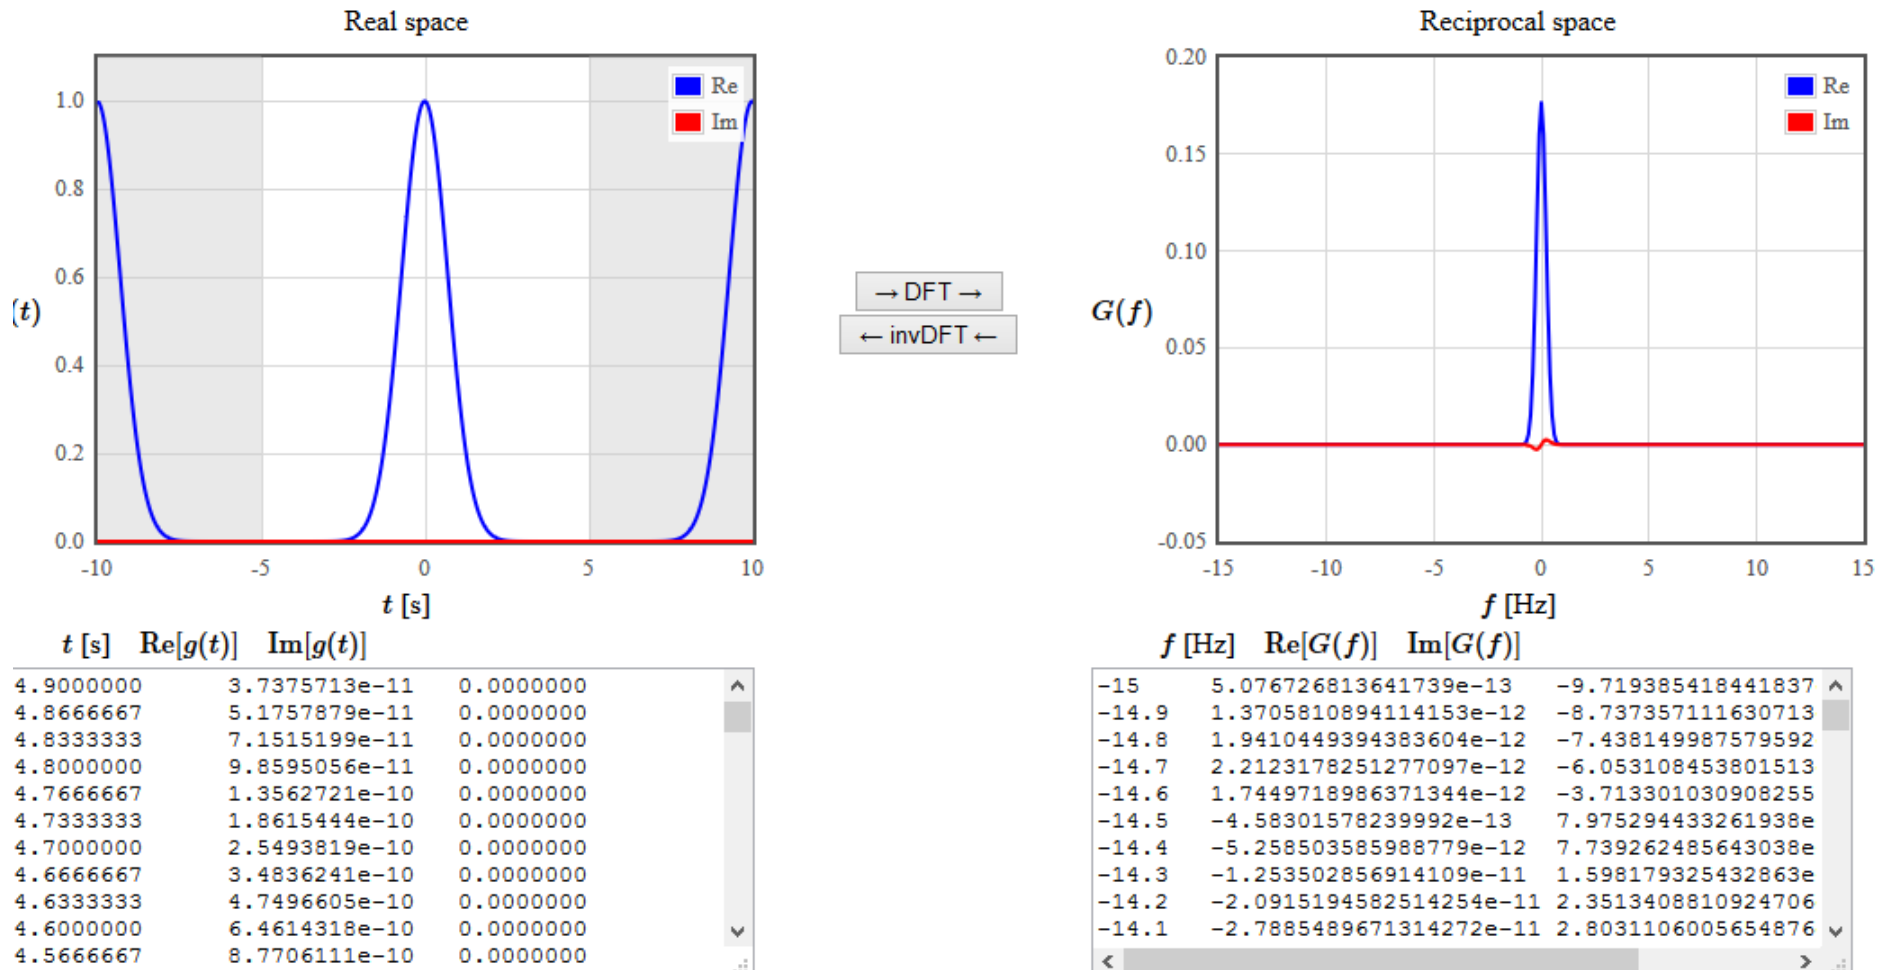 Real space
Re
Im
1.0
0.8
0.6
0.4
0.2
0.0
(t)
-10
-5
0
5
10
t [s]
→ DFT →
← invDFT ←
Reciprocal space
Re
Im
0.20
0.15
0.10
0.05
0.00
-0.05
G(f)
-15
-10
-5
0
5
10
15
f [Hz]
t [s] Re[g(t)] Im[g(t)]
4.9000000 3.7375713e-11 0.0000000
4.8666667 5.1757879e-11 0.0000000
4.8333333 7.1515199e-11 0.0000000
4.8000000 9.8595056e-11 0.0000000
4.7666667 1.3562721e-10 0.0000000
4.7333333 1.8615444e-10 0.0000000
4.7000000 2.5493819e-10 0.0000000
4.6666667 3.4836241e-10 0.0000000
4.6333333 4.7496605e-10 0.0000000
4.6000000 6.4614318e-10 0.0000000
4.5666667 8.7706111e-10 0.0000000
f [Hz] Re[G(f)] Im[G(f)]
-15 5.076726813641739e-13 -9.719385418441837
-14.9 1.3705810894114153e-12 -8.737357111630713
-14.8 1.9410449394383604e-12 -7.438149987579592
-14.7 2.2123178251277097e-12 -6.053108453801513
-14.6 1.7449718986371344e-12 -3.713301030908255
-14.5 -4.58301578239992e-13 7.975294433261938e
-14.4 -5.258503585988779e-12 7.739262485643038e
-14.3 -1.253502856914109e-11 1.598179325432863e
-14.2 -2.0915194582514254e-11 2.3513408810924706
-14.1 -2.7885489671314272e-11 2.8031106005654876